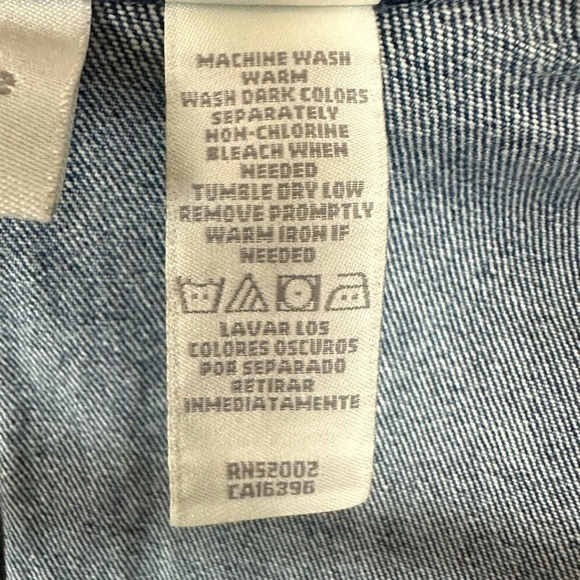 MACHINE WASH
WARM
WASH DARK COLORS
SEPARATELY
NON-CHLORINE
BLEACH WHEN
NEEDED
TUMBLE DRY LOW
REMOVE PROMPTLY
WARM IRON IF
NEEDED
LAVAR LOS
COLORES OSCUROS
POR SEPARADO
RETIRAR
INMEDIATAMENTE
RN52002
CA16396